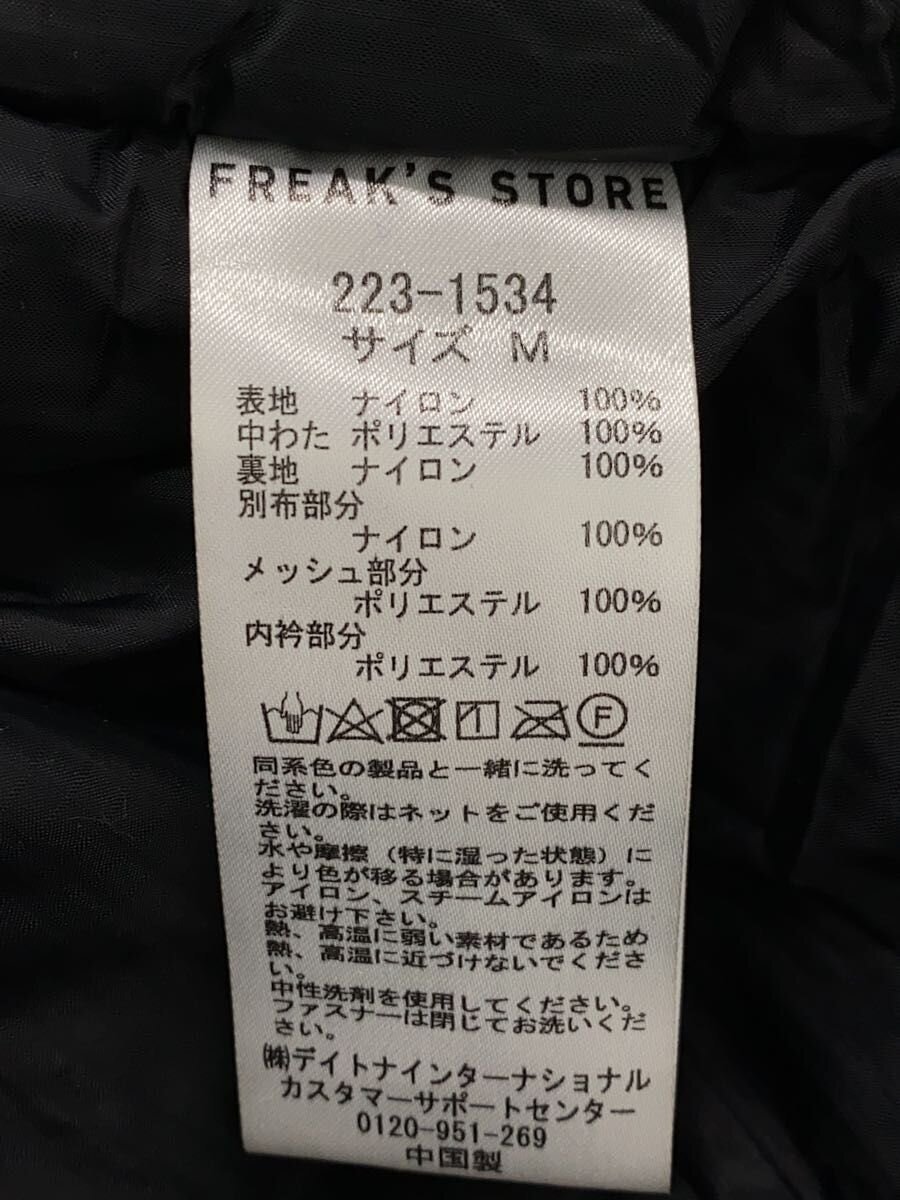 FREAK'S STORE
223-1534
サイズ M
表地 ナイロン 100%
中わた ポリエステル 100%
裏地 ナイロン 100%
別布部分
ナイロン 100%
メッシュ部分
ポリエステル 100%
内衿部分
ポリエステル 100%
F
同系色の製品と一緒に洗ってく
ださい。
洗濯の際はネットをご使用くだ
さい。
水や摩擦（特に湿った状態）に
より色が移る場合があります。
アイロン、スチームアイロンは
お避け下さい。
熱、高温に弱い素材であるため
熱、高温に近づけないでくださ
い。
中性洗剤を使用してください。
ファスナーは閉じてお洗いくだ
さい。
㈱デイトナインターナショナル
カスタマーサポートセンター
0120-951-269
中国製